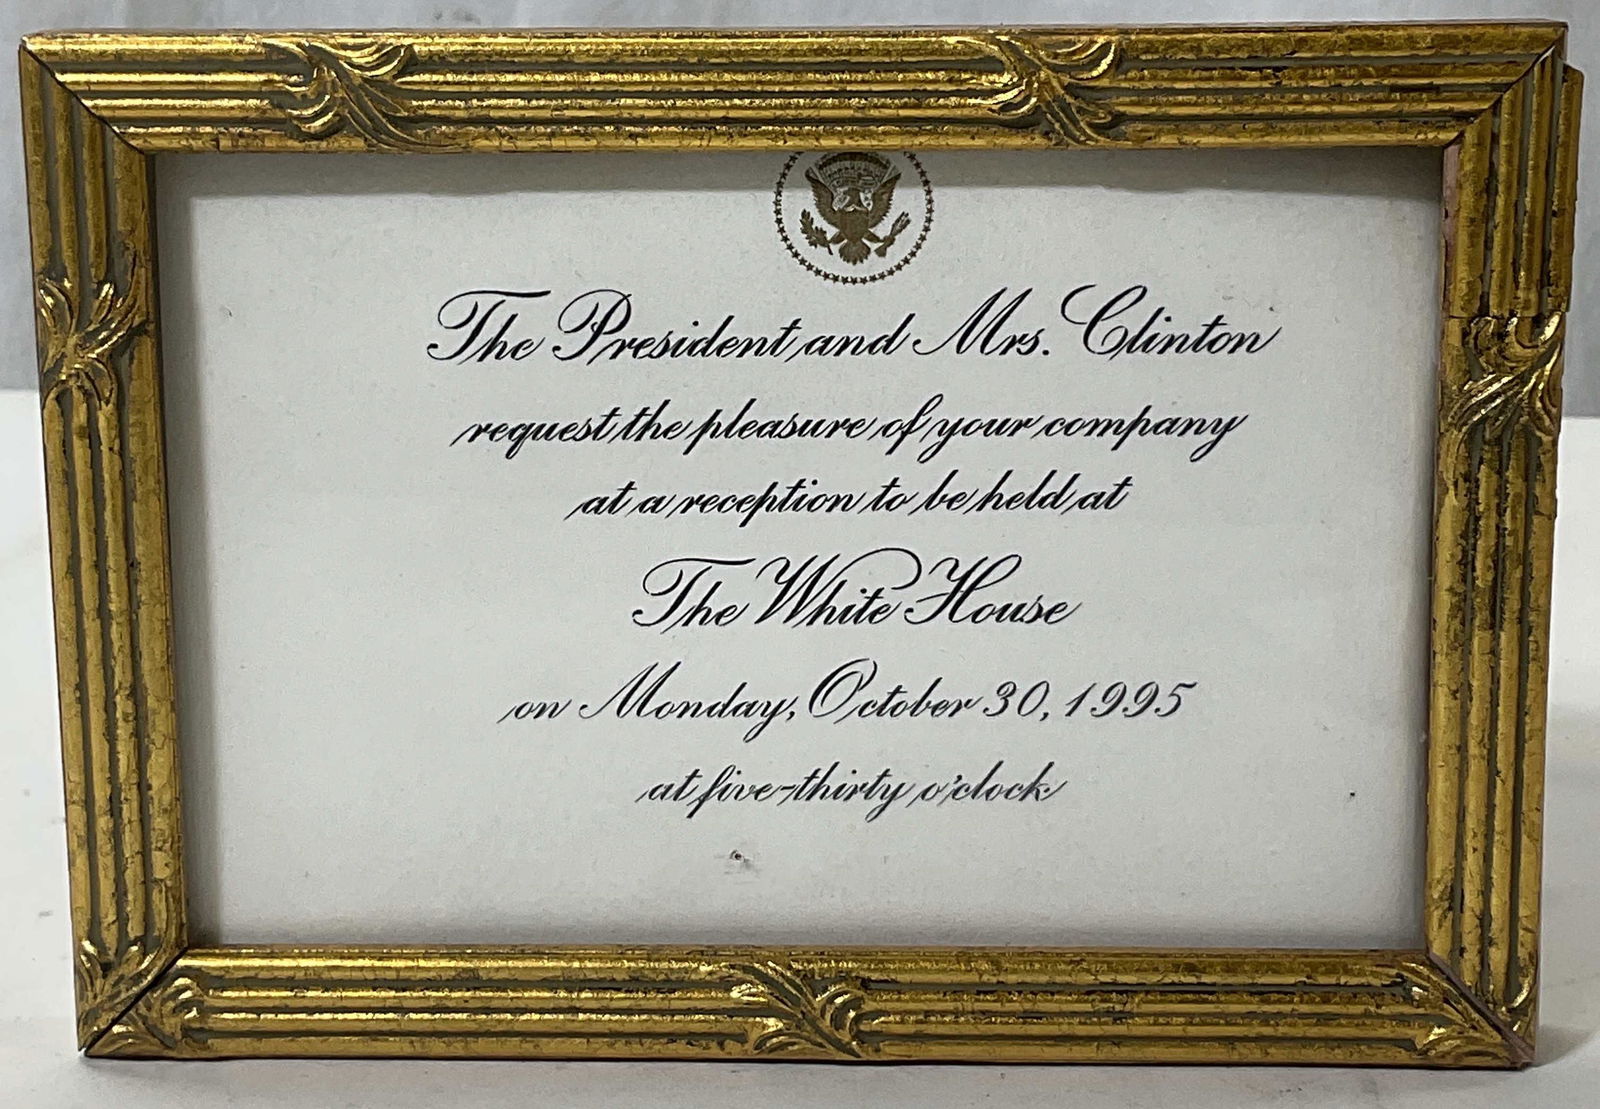 The President and Mrs. Clinton
request the pleasure of your company
at a reception to be held at
The White House
on Monday, October 30, 1995
at five-thirty o'clock